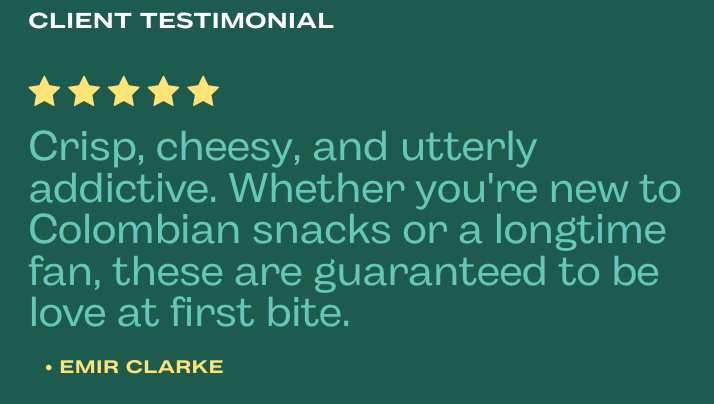 CLIENT TESTIMONIAL
Crisp, cheesy, and utterly
addictive. Whether you're new to
Colombian snacks or a longtime
fan, these are guaranteed to be
love at first bite.
• EMIR CLARKE